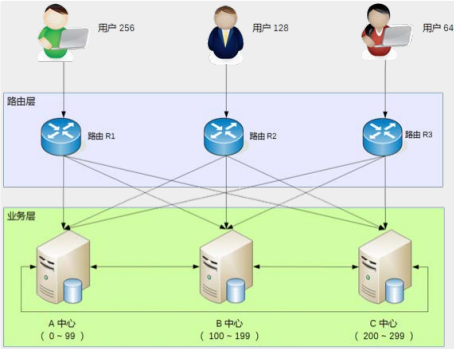 用户 256
用户 128
用户 64
路由层
路由 R1
路由 R2
路由 R3
业务层
A 中心
( 0 ~ 99 )
B 中心
( 100 ~ 199 )
C 中心
( 200 ~ 299 )